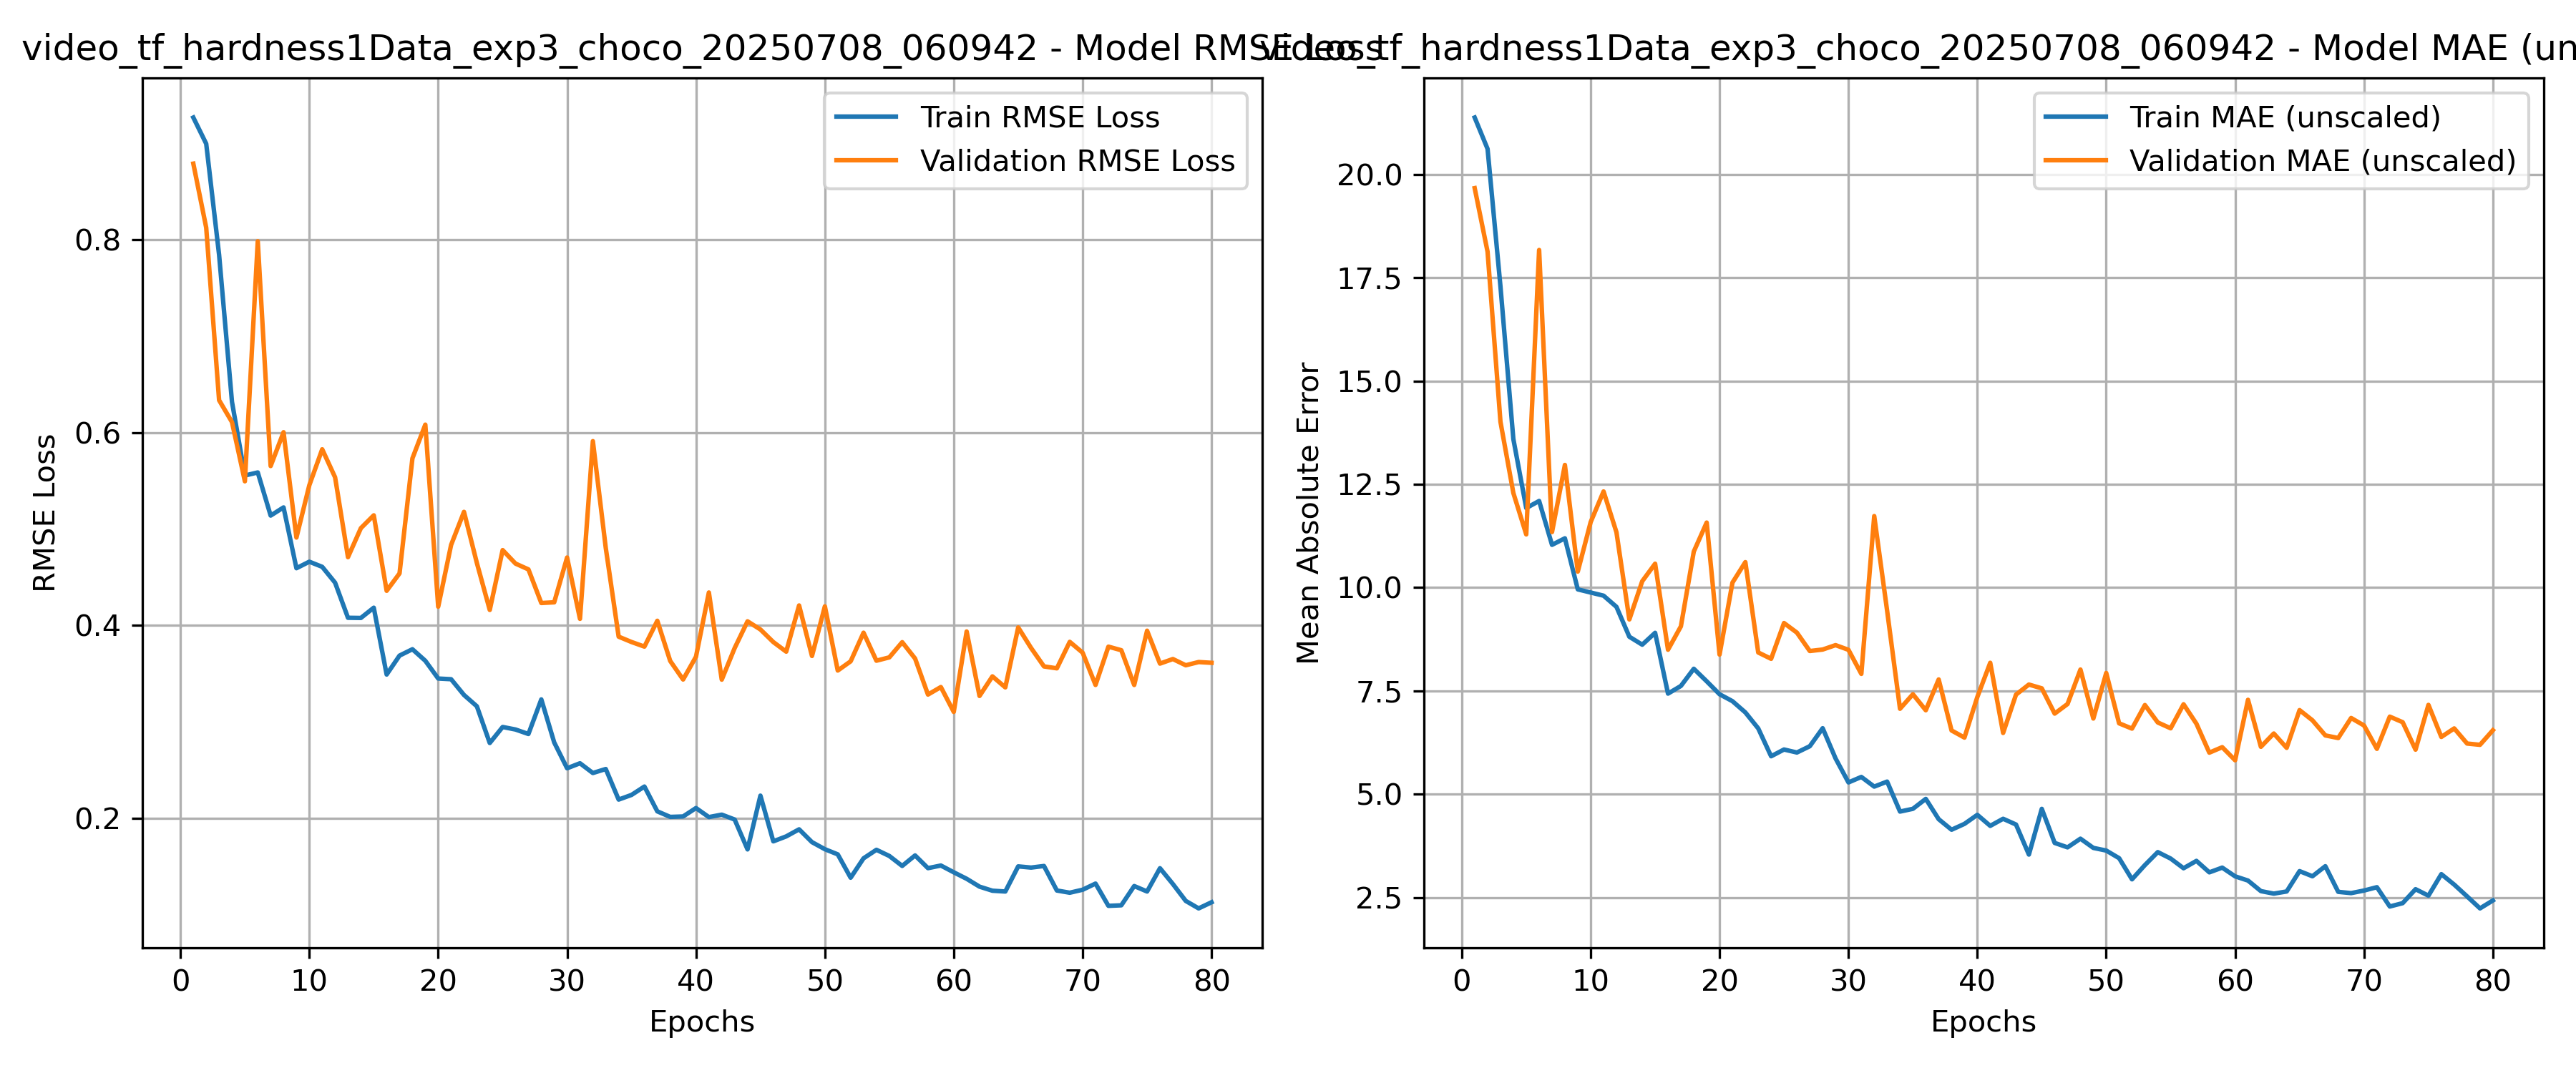 video_tf_hardness1Data_exp3_choco_20250708_060942 - Model RMSE Loss
Train RMSE Loss
Validation RMSE Loss
RMSE Loss
0.8
0.6
0.4
0.2
0 10 20 30 40 50 60 70 80
Epochs
video_tf_hardness1Data_exp3_choco_20250708_060942 - Model MAE (un
Train MAE (unscaled)
Validation MAE (unscaled)
Mean Absolute Error
20.0
17.5
15.0
12.5
10.0
7.5
5.0
2.5
0 10 20 30 40 50 60 70 80
Epochs